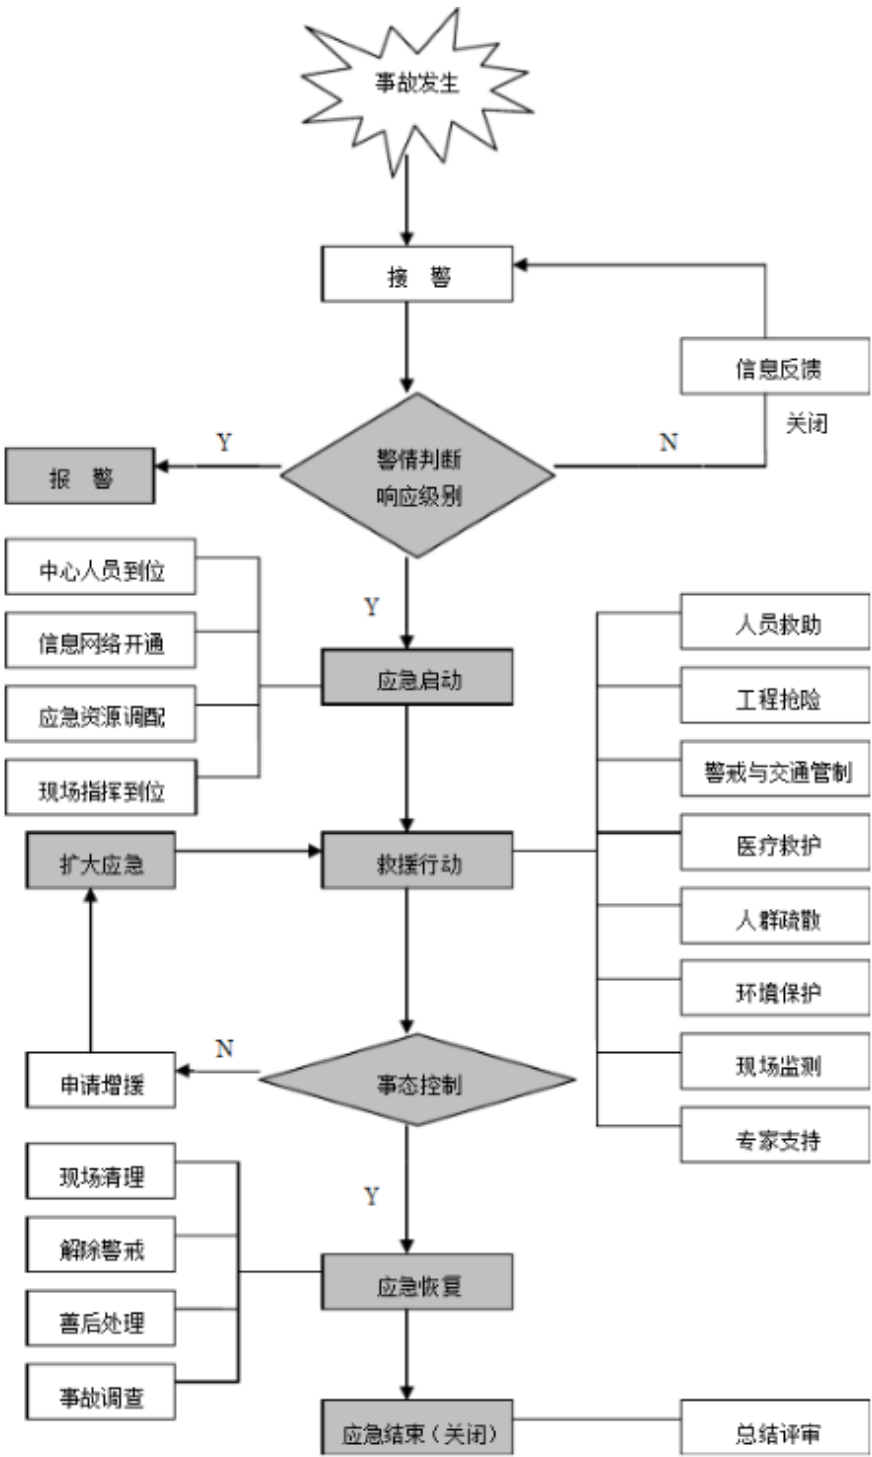 事故发生
接 警
信息反馈
关闭
Y
N
警情判断
响应级别
报 警
中心人员到位
Y
信息网络开通
人员救助
应急启动
工程抢险
应急资源调配
警戒与交通管制
现场指挥到位
扩大应急
救援行动
医疗救护
人群疏散
环境保护
N
申请增援
事态控制
现场监测
专家支持
现场清理
Y
解除警戒
应急恢复
善后处理
事故调查
应急结束（关闭）
总结评审